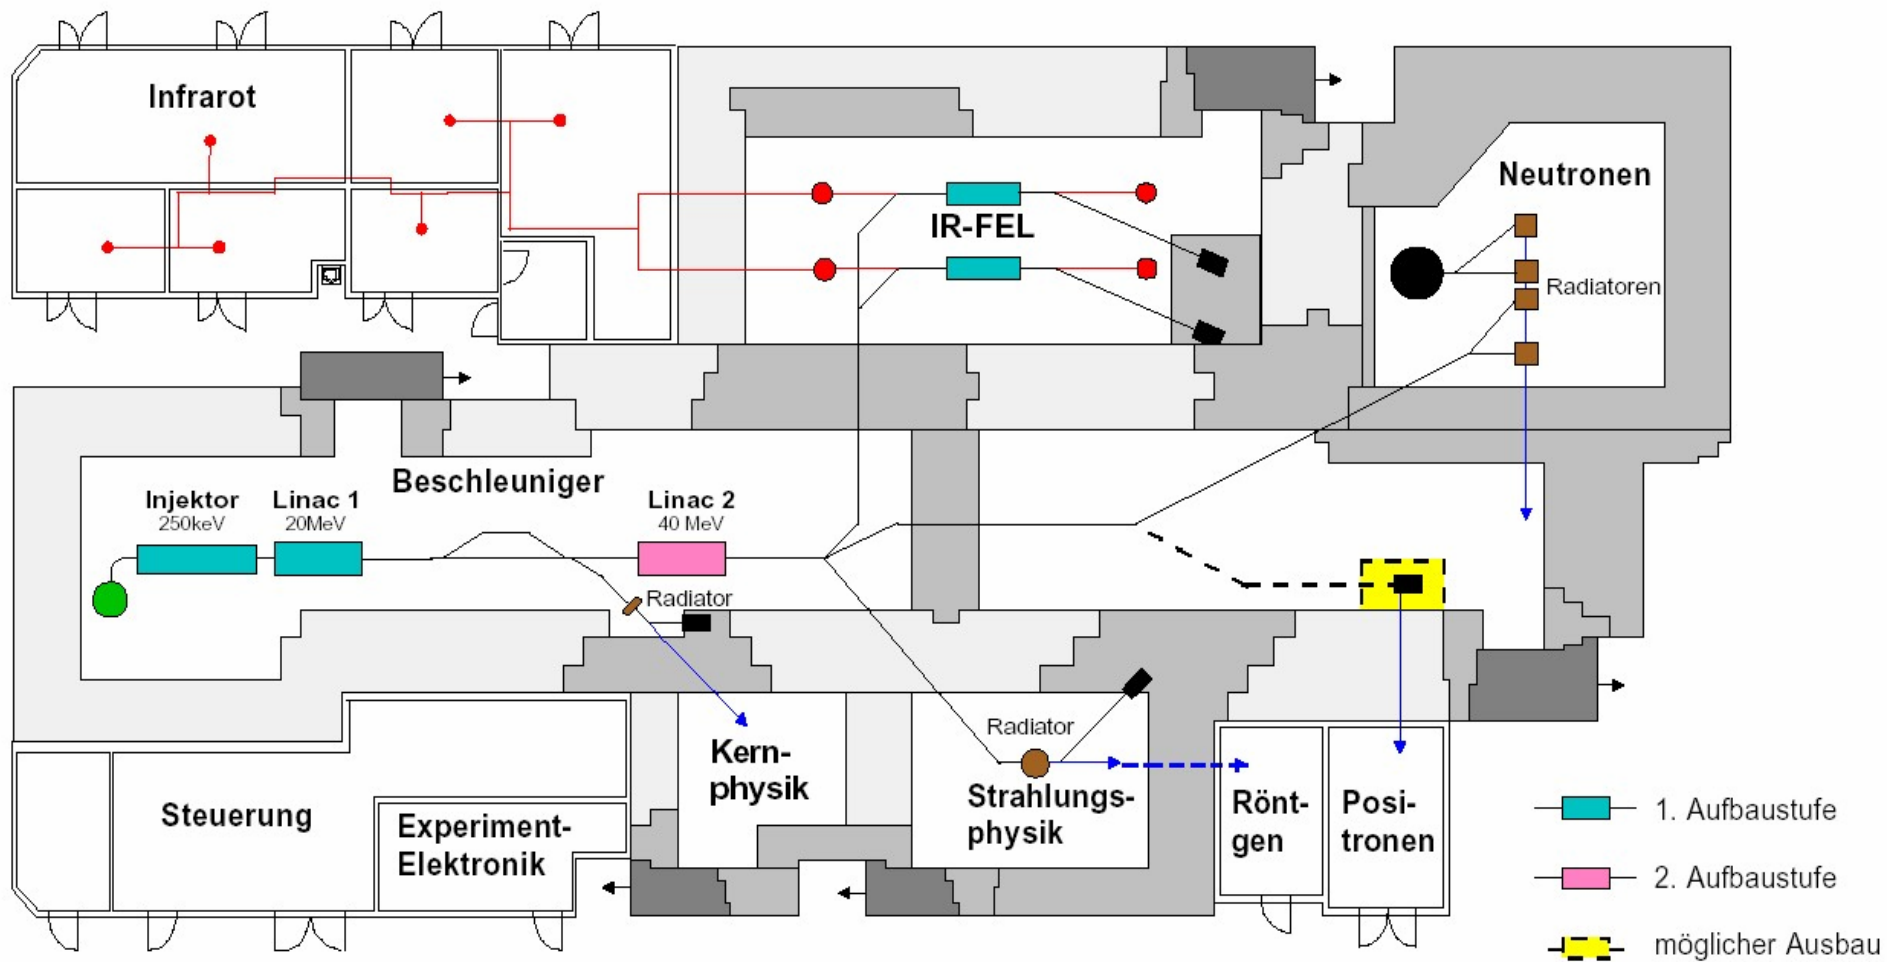 Infrarot
Neutronen
IR-FEL
Radiatoren
Beschleuniger
Injektor
250keV
Linac 1
20MeV
Linac 2
40 MeV
Radiator
Radiator
Kern-
physik
Strahlungs-
physik
Rönt-
gen
Posi-
tronen
Steuerung
Experiment-
Elektronik
1. Aufbaustufe
2. Aufbaustufe
möglicher Ausbau